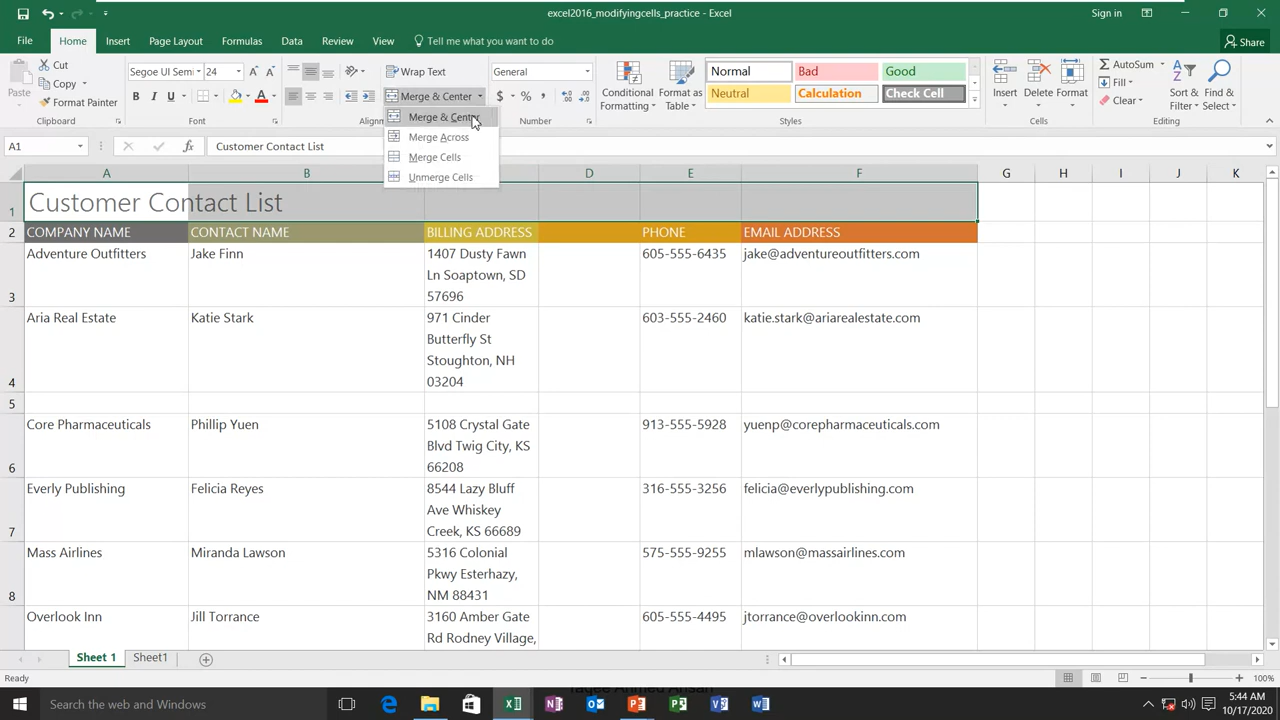 excel2016_modifyingcells_practice - Excel
Sign in
File Home Insert Page Layout Formulas Data Review View Tell me what you want to do
Share
Paste
Cut
Copy
Format Painter
Clipboard
Segoe UI Semi 24
B I U
A A
Font
Wrap Text
Merge & Center
Alignm
General
$ % ,
Number
Conditional Formatting
Format as Table
Normal Bad Good
Neutral Calculation Check Cell
Styles
Insert Delete Format
Cells
AutoSum
Fill
Clear
Sort & Filter
Find & Select
Editing
Merge & Center
Merge Across
Merge Cells
Unmerge Cells
A1
fx
Customer Contact List
A B D E F G H I J K
1 Customer Contact List
2 COMPANY NAME CONTACT NAME BILLING ADDRESS PHONE EMAIL ADDRESS
Adventure Outfitters Jake Finn 1407 Dusty Fawn 605-555-6435 jake@adventureoutfitters.com
Ln Soaptown, SD
3 57696
Aria Real Estate Katie Stark 971 Cinder 603-555-2460 katie.stark@ariarealestate.com
Butterfly St
Stoughton, NH
4 03204
5
Core Pharmaceuticals Phillip Yuen 5108 Crystal Gate 913-555-5928 yuenp@corepharmaceuticals.com
Blvd Twig City, KS
6 66208
Everly Publishing Felicia Reyes 8544 Lazy Bluff 316-555-3256 felicia@everlypublishing.com
Ave Whiskey
7 Creek, KS 66689
Mass Airlines Miranda Lawson 5316 Colonial 575-555-9255 mlawson@massairlines.com
Pkwy Esterhazy,
8 NM 88431
Overlook Inn Jill Torrance 3160 Amber Gate 605-555-4495 jtorrance@overlookinn.com
Rd Rodney Village,
Sheet 1 Sheet1
Ready
100%
Search the web and Windows
5:44 AM
10/17/2020